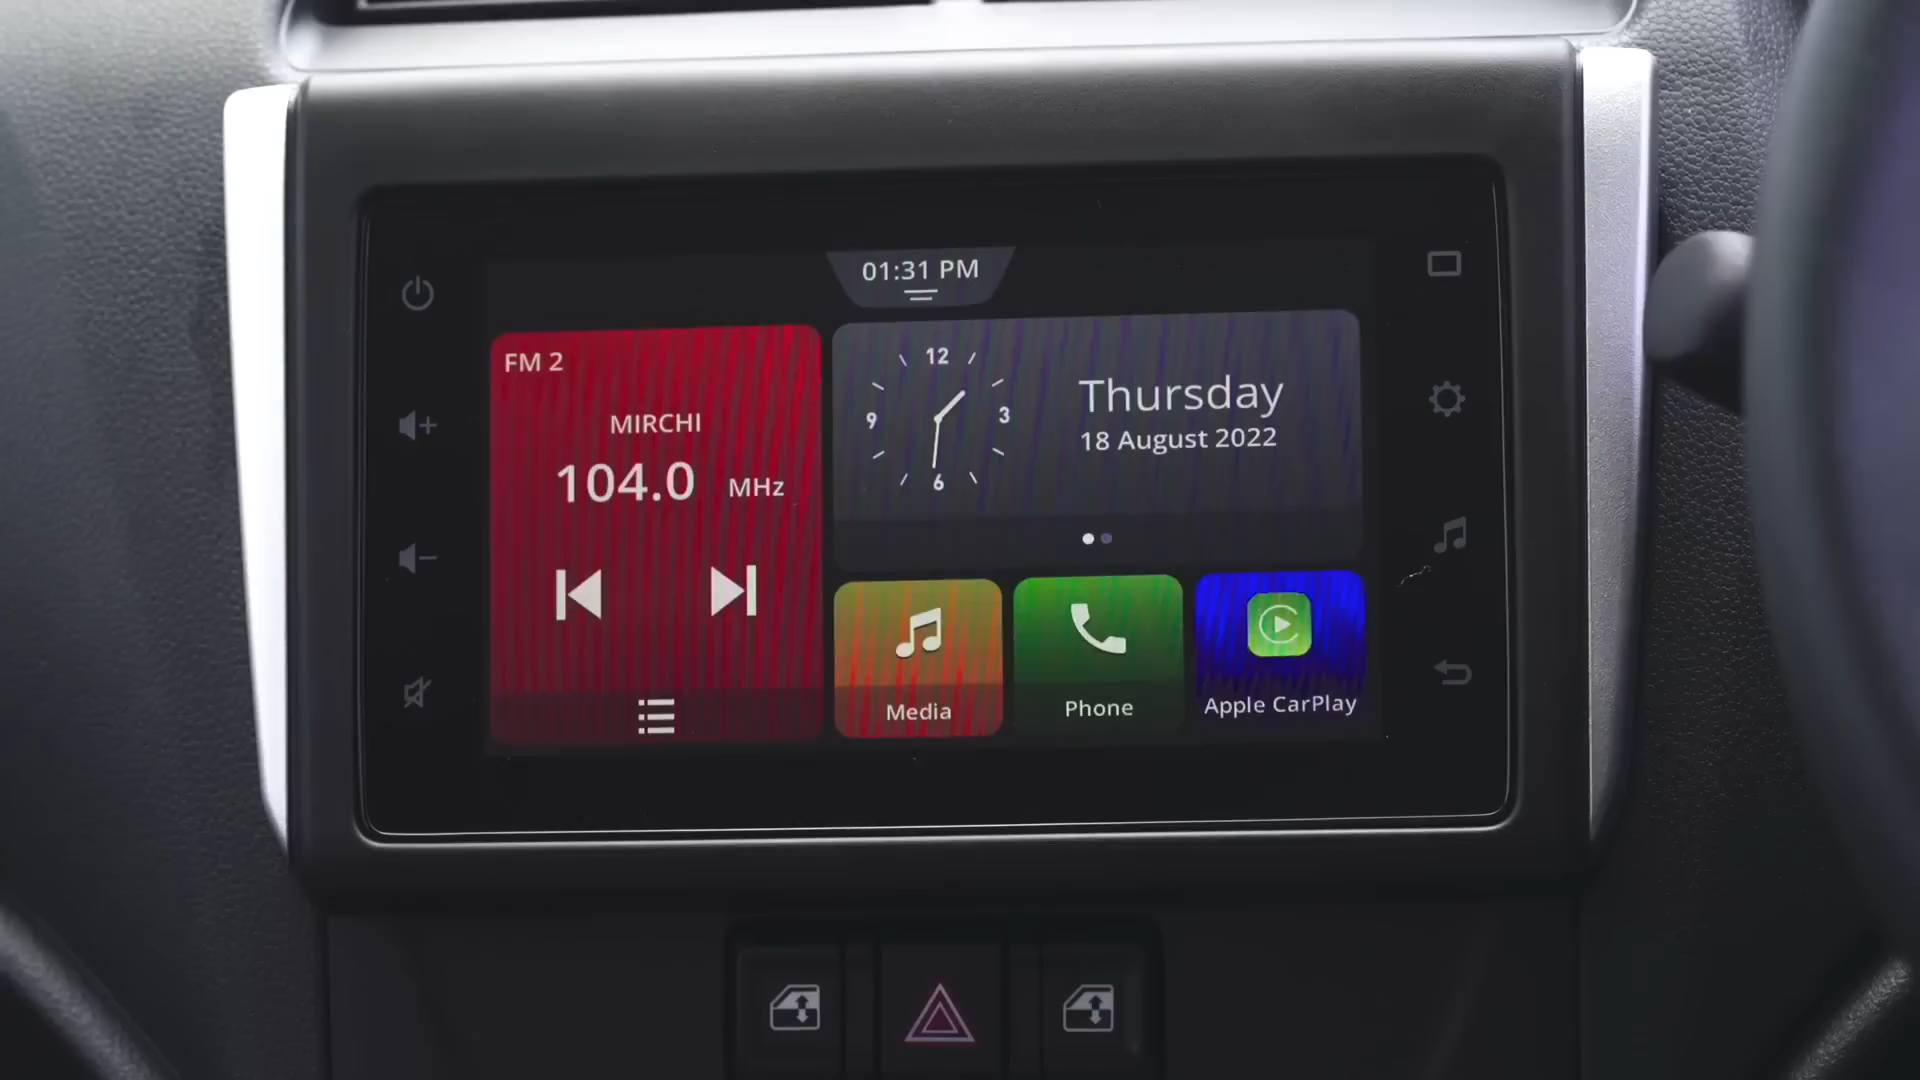 01:31 PM
FM 2
MIRCHI
104.0 MHz
12
9
3
6
Thursday
18 August 2022
Media
Phone
Apple CarPlay